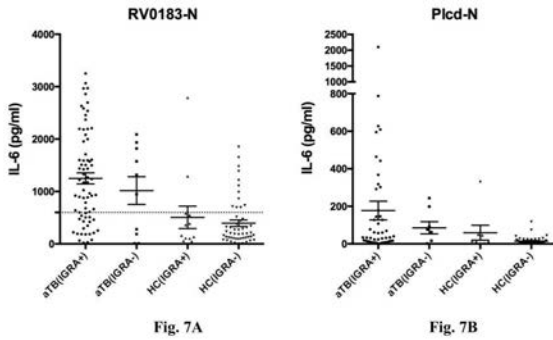 RV0183-N
IL-6 (pg/ml)
4000
3000
2000
1000
0
aTB(IGRA+)
aTB(IGRA-)
HC(IGRA+)
HC(IGRA-)
Fig. 7A
Plcd-N
IL-6 (pg/ml)
2500
2000
1500
1000
800
600
400
200
0
aTB(IGRA+)
aTB(IGRA-)
HC(IGRA+)
HC(IGRA-)
Fig. 7B